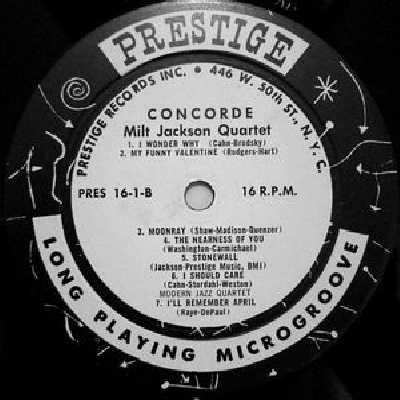 PRESTIGE
PRESTIGE RECORDS INC. • 446 W. 50th ST., N.Y.C.
CONCORDE
Milt Jackson Quartet
1. I WONDER WHY (Cahn-Brodsky)
2. MY FUNNY VALENTINE (Rodgers-Hart)
PRES 16-1-B
16 R.P.M.
3. MOONRAY (Shaw-Madison-Quenzer)
4. THE NEARNESS OF YOU
(Washington-Carmichael)
5. STONEWALL
(Jackson-Prestige Music, BMI)
6. I SHOULD CARE
(Cahn-Stordahl-Weston)
MODERN JAZZ QUARTET
7. I'LL REMEMBER APRIL
(Raye-DePaul)
LONG PLAYING MICROGROOVE